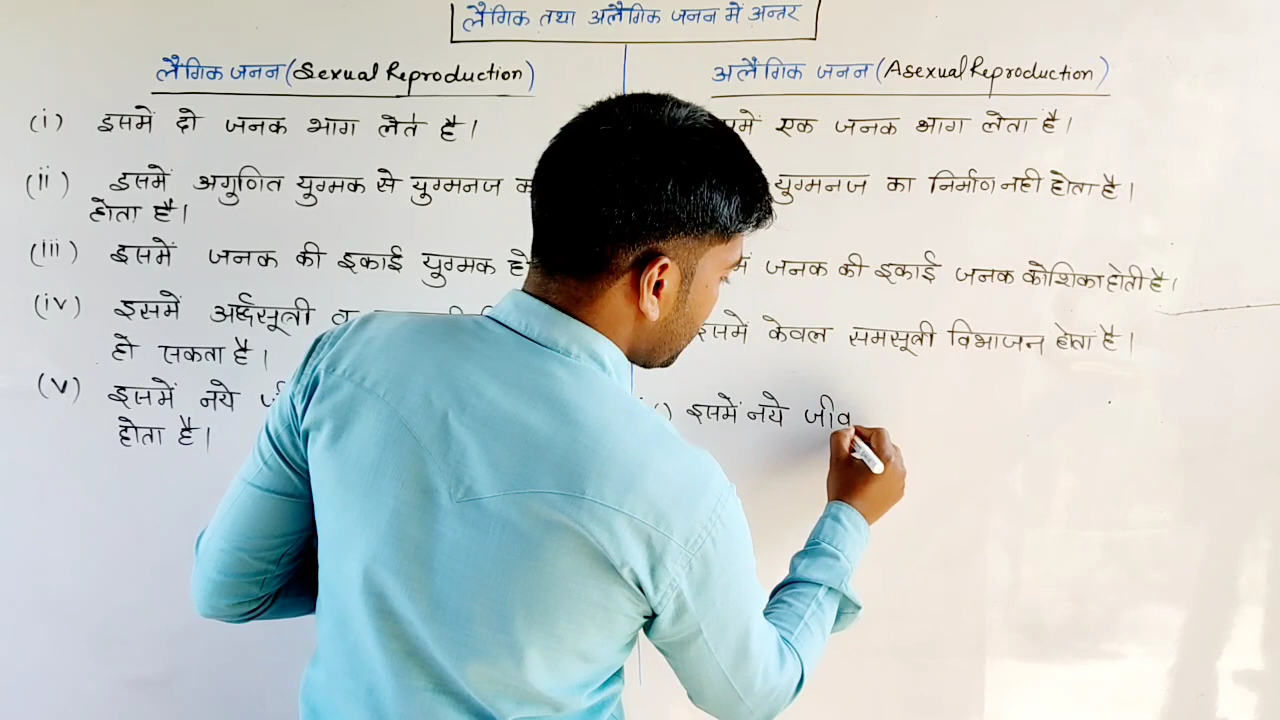 लैंगिक तथा अलैंगिक जनन में अन्तर
लैंगिक जनन (Sexual Reproduction)
(i) इसमें दो जनक भाग लेते है।
(ii) इसमें अगुणित युग्मक से युग्मनज
होता है।
(iii) इसमें जनक की इकाई युग्मक
(iv) इसमें अर्द्धसूत्री व
हो सकता है।
(v) इसमें नये
होता है।
अलैंगिक जनन (Asexual Reproduction)
एक जनक भाग लेता है।
युग्मनज का निर्माण नही होता है।
जनक की इकाई जनक कोशिका होती है।
इसमें केवल समसूत्री विभाजन होता है।
इसमें नये जीव